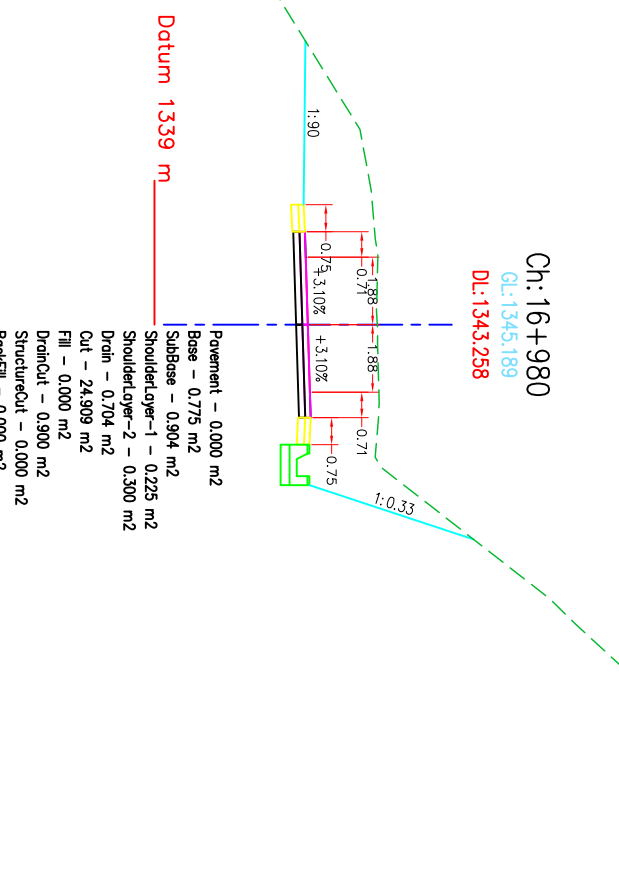 Ch:16+980
GL:1345.189
DL:1343.258
1.88
1.88
0.71
0.71
0.75
0.75
+3.10%
+3.10%
1:90
1:0.33
Datum 1339 m
Pavement - 0.000 m2
Base - 0.775 m2
SubBase - 0.904 m2
ShoulderLayer-1 - 0.225 m2
ShoulderLayer-2 - 0.300 m2
Drain - 0.704 m2
Cut - 24.909 m2
Fill - 0.000 m2
DrainCut - 0.900 m2
StructureCut - 0.000 m2